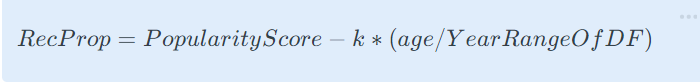 RecProp = PopularityScore − k ∗ (age/YearRangeOfDF)